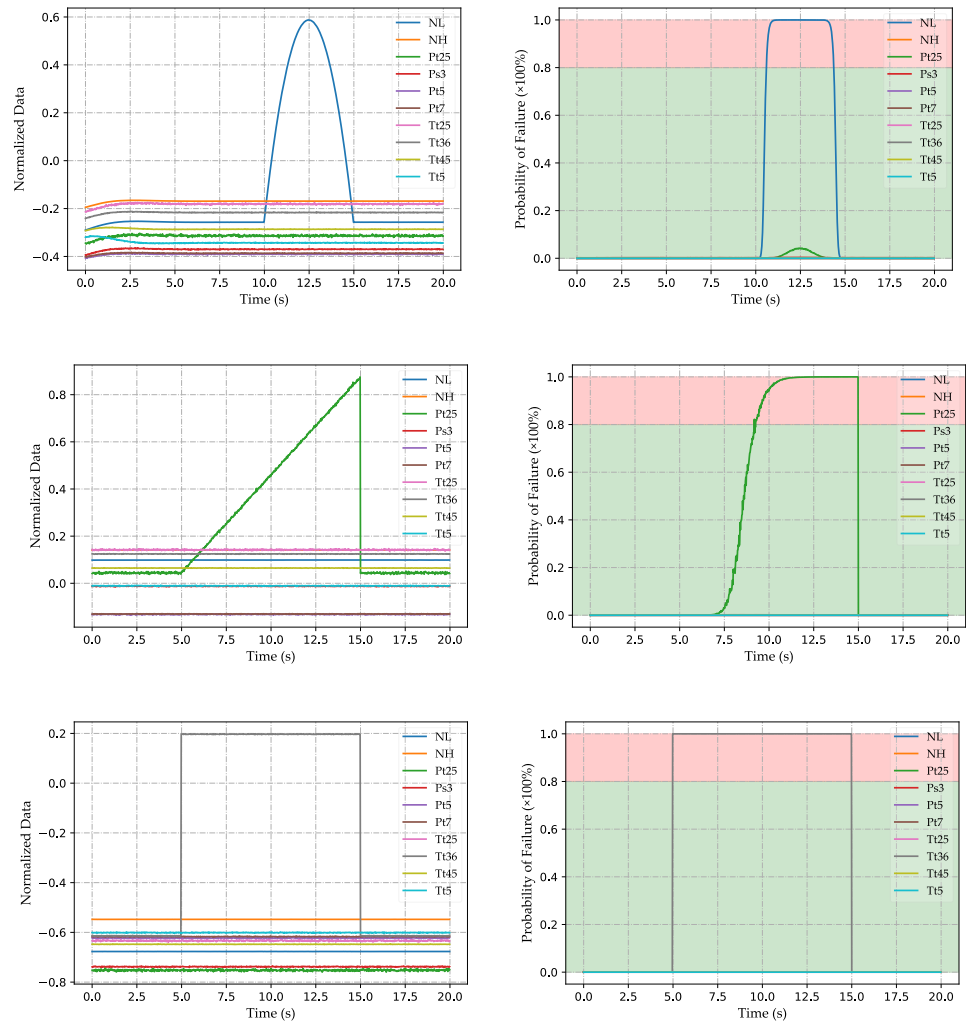 0.6
0.4
0.2
0.0
−0.2
−0.4
0.0 2.5 5.0 7.5 10.0 12.5 15.0 17.5 20.0
Time (s)
Normalized Data
NL
NH
Pt25
Ps3
Pt5
Pt7
Tt25
Tt36
Tt45
Tt5
1.0
0.8
0.6
0.4
0.2
0.0
0.0 2.5 5.0 7.5 10.0 12.5 15.0 17.5 20.0
Time (s)
Probability of Failure (×100%)
NL
NH
Pt25
Ps3
Pt5
Pt7
Tt25
Tt36
Tt45
Tt5
0.8
0.6
0.4
0.2
0.0
0.0 2.5 5.0 7.5 10.0 12.5 15.0 17.5 20.0
Time (s)
Normalized Data
NL
NH
Pt25
Ps3
Pt5
Pt7
Tt25
Tt36
Tt45
Tt5
1.0
0.8
0.6
0.4
0.2
0.0
0.0 2.5 5.0 7.5 10.0 12.5 15.0 17.5 20.0
Time (s)
Probability of Failure (×100%)
NL
NH
Pt25
Ps3
Pt5
Pt7
Tt25
Tt36
Tt45
Tt5
0.2
0.0
−0.2
−0.4
−0.6
−0.8
0.0 2.5 5.0 7.5 10.0 12.5 15.0 17.5 20.0
Time (s)
Normalized Data
NL
NH
Pt25
Ps3
Pt5
Pt7
Tt25
Tt36
Tt45
Tt5
1.0
0.8
0.6
0.4
0.2
0.0
0.0 2.5 5.0 7.5 10.0 12.5 15.0 17.5 20.0
Time (s)
Probability of Failure (×100%)
NL
NH
Pt25
Ps3
Pt5
Pt7
Tt25
Tt36
Tt45
Tt5